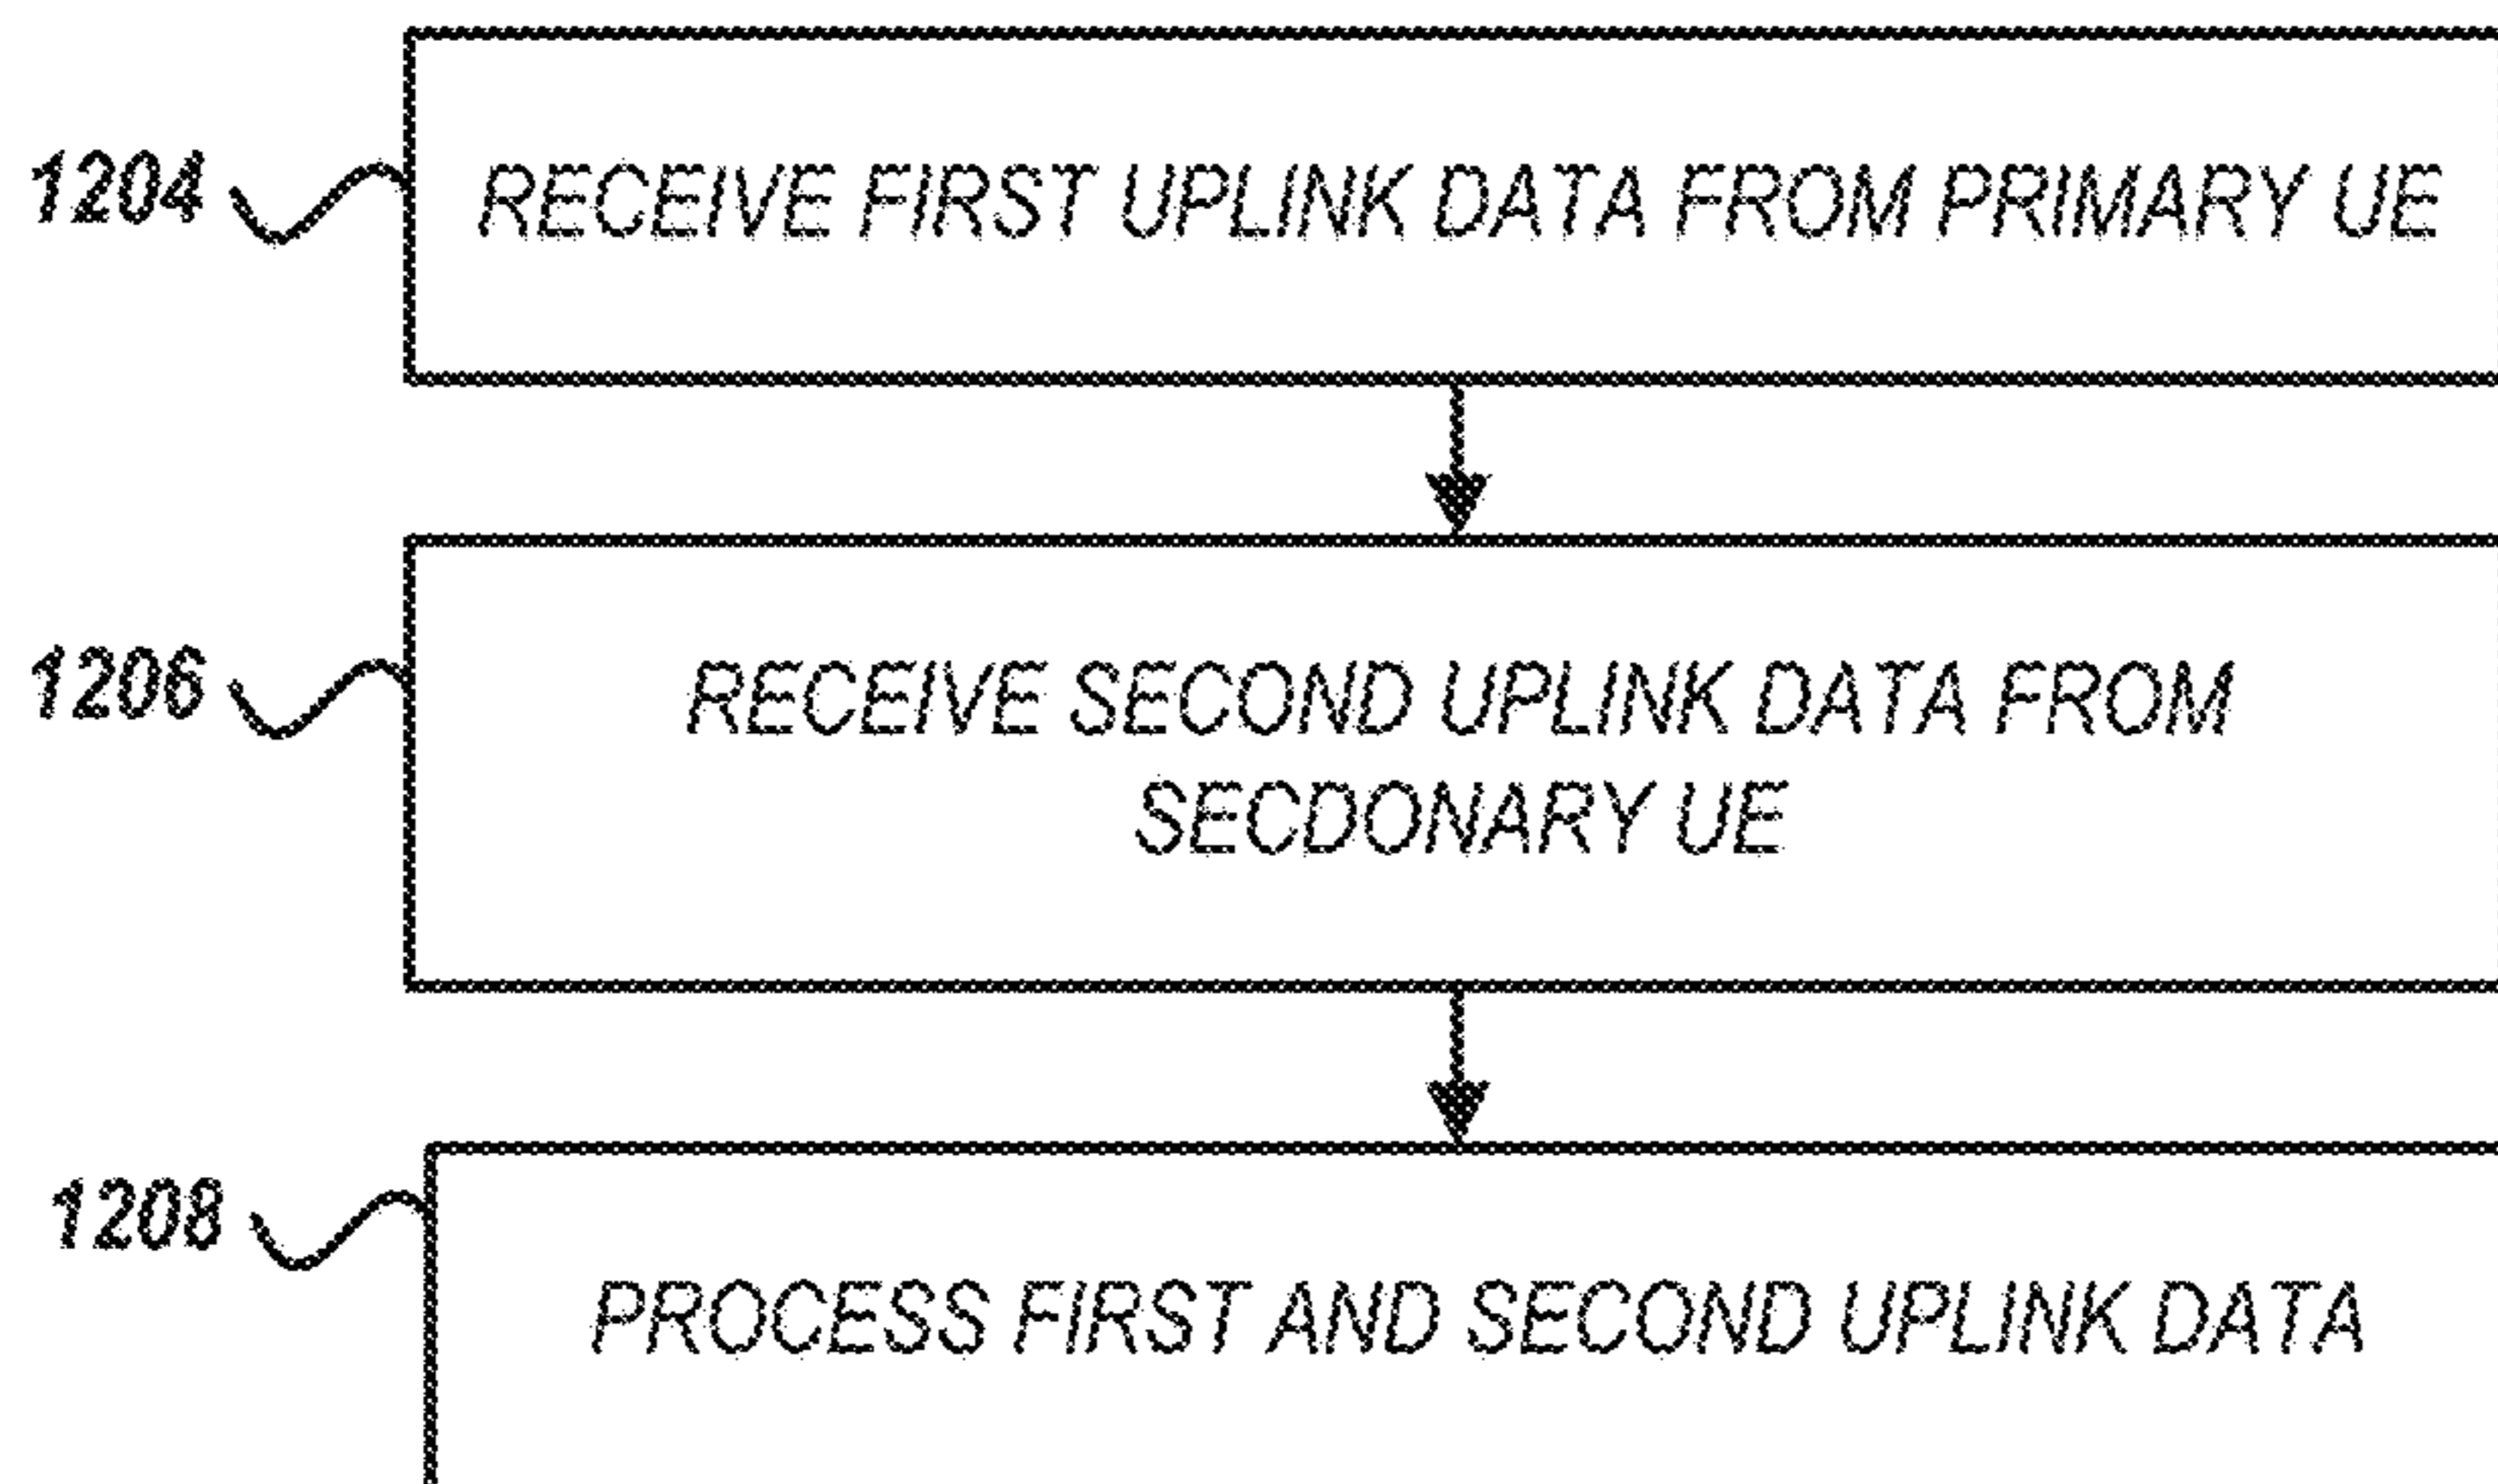 1204
RECEIVE FIRST UPLINK DATA FROM PRIMARY UE
1206
RECEIVE SECOND UPLINK DATA FROM
SECDONARY UE
1208
PROCESS FIRST AND SECOND UPLINK DATA